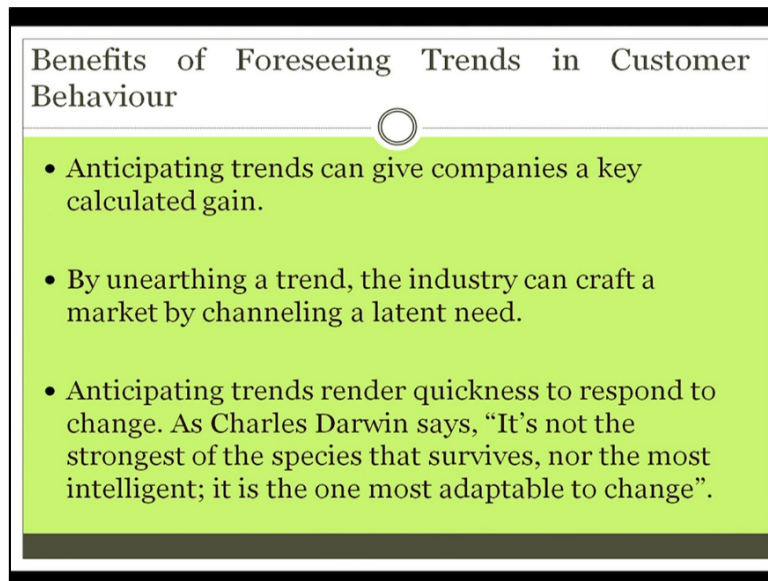 Benefits of Foreseeing Trends in Customer
Behaviour
• Anticipating trends can give companies a key
calculated gain.
• By unearthing a trend, the industry can craft a
market by channeling a latent need.
• Anticipating trends render quickness to respond to
change. As Charles Darwin says, “It’s not the
strongest of the species that survives, nor the most
intelligent; it is the one most adaptable to change”.